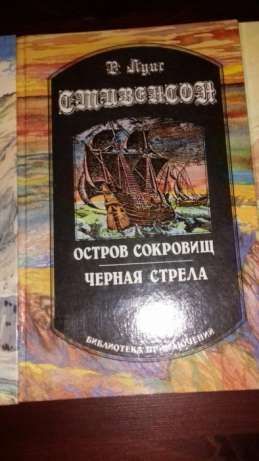 Р. Луис
СТИВЕНСОН
ОСТРОВ СОКРОВИЩ
ЧЕРНАЯ СТРЕЛА
БИБЛИОТЕКА ПРИКЛЮЧЕНИЙ